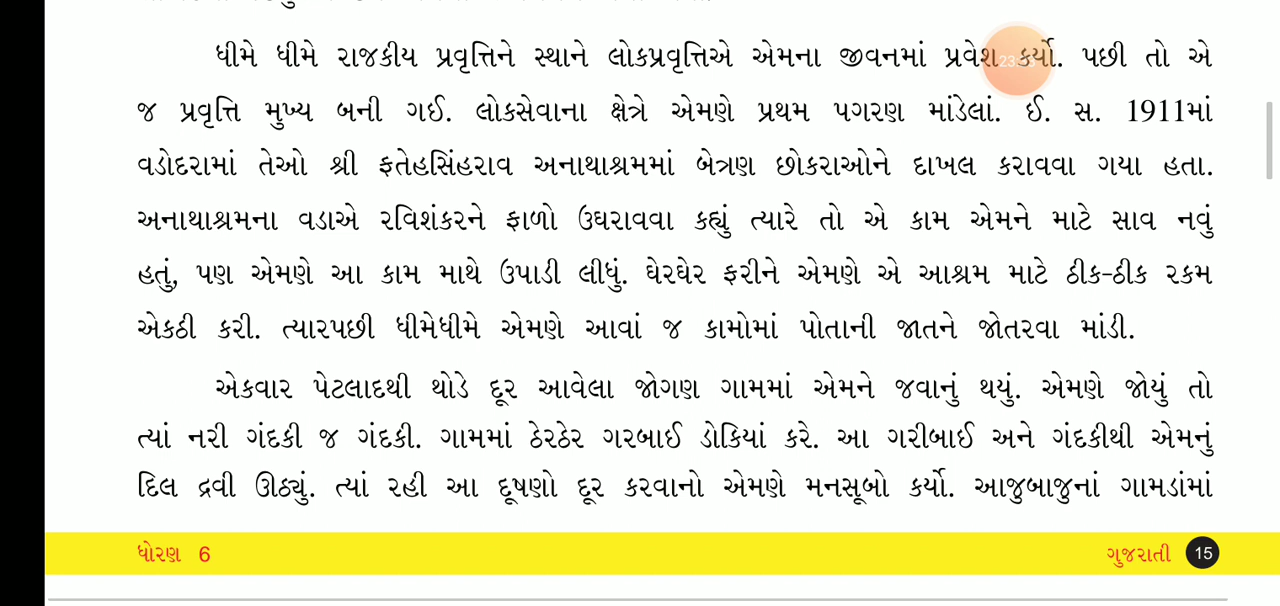 ધીમે ધીમે રાજકીય પ્રવૃત્તિને સ્થાને લોકપ્રવૃત્તિએ એમના જીવનમાં પ્રવેશ કર્યો. પછી તો એ
જ પ્રવૃત્તિ મુખ્ય બની ગઈ. લોકસેવાના ક્ષેત્રે એમણે પ્રથમ પગરણ માંડેલાં. ઈ. સ. 1911માં
વડોદરામાં તેઓ શ્રી ફતેહસિંહરાવ અનાથાશ્રમમાં બેત્રણ છોકરાઓને દાખલ કરાવવા ગયા હતા.
અનાથાશ્રમના વડાએ રવિશંકરને ફાળો ઉઘરાવવા કહ્યું ત્યારે તો એ કામ એમને માટે સાવ નવું
હતું, પણ એમણે આ કામ માથે ઉપાડી લીધું. ઘેરઘેર ફરીને એમણે એ આશ્રમ માટે ઠીક-ઠીક રકમ
એકઠી કરી. ત્યારપછી ધીમેધીમે એમણે આવાં જ કામોમાં પોતાની જાતને જોતરવા માંડી.
એકવાર પેટલાદથી થોડે દૂર આવેલા જોગણ ગામમાં એમને જવાનું થયું. એમણે જોયું તો
ત્યાં નરી ગંદકી જ ગંદકી. ગામમાં ઠેરઠેર ગરબાઈ ડોકિયાં કરે. આ ગરીબાઈ અને ગંદકીથી એમનું
દિલ દ્રવી ઊઠ્યું. ત્યાં રહી આ દૂષણો દૂર કરવાનો એમણે મનસૂબો કર્યો. આજુબાજુનાં ગામડાંમાં
ધોરણ 6 ગુજરાતી 15